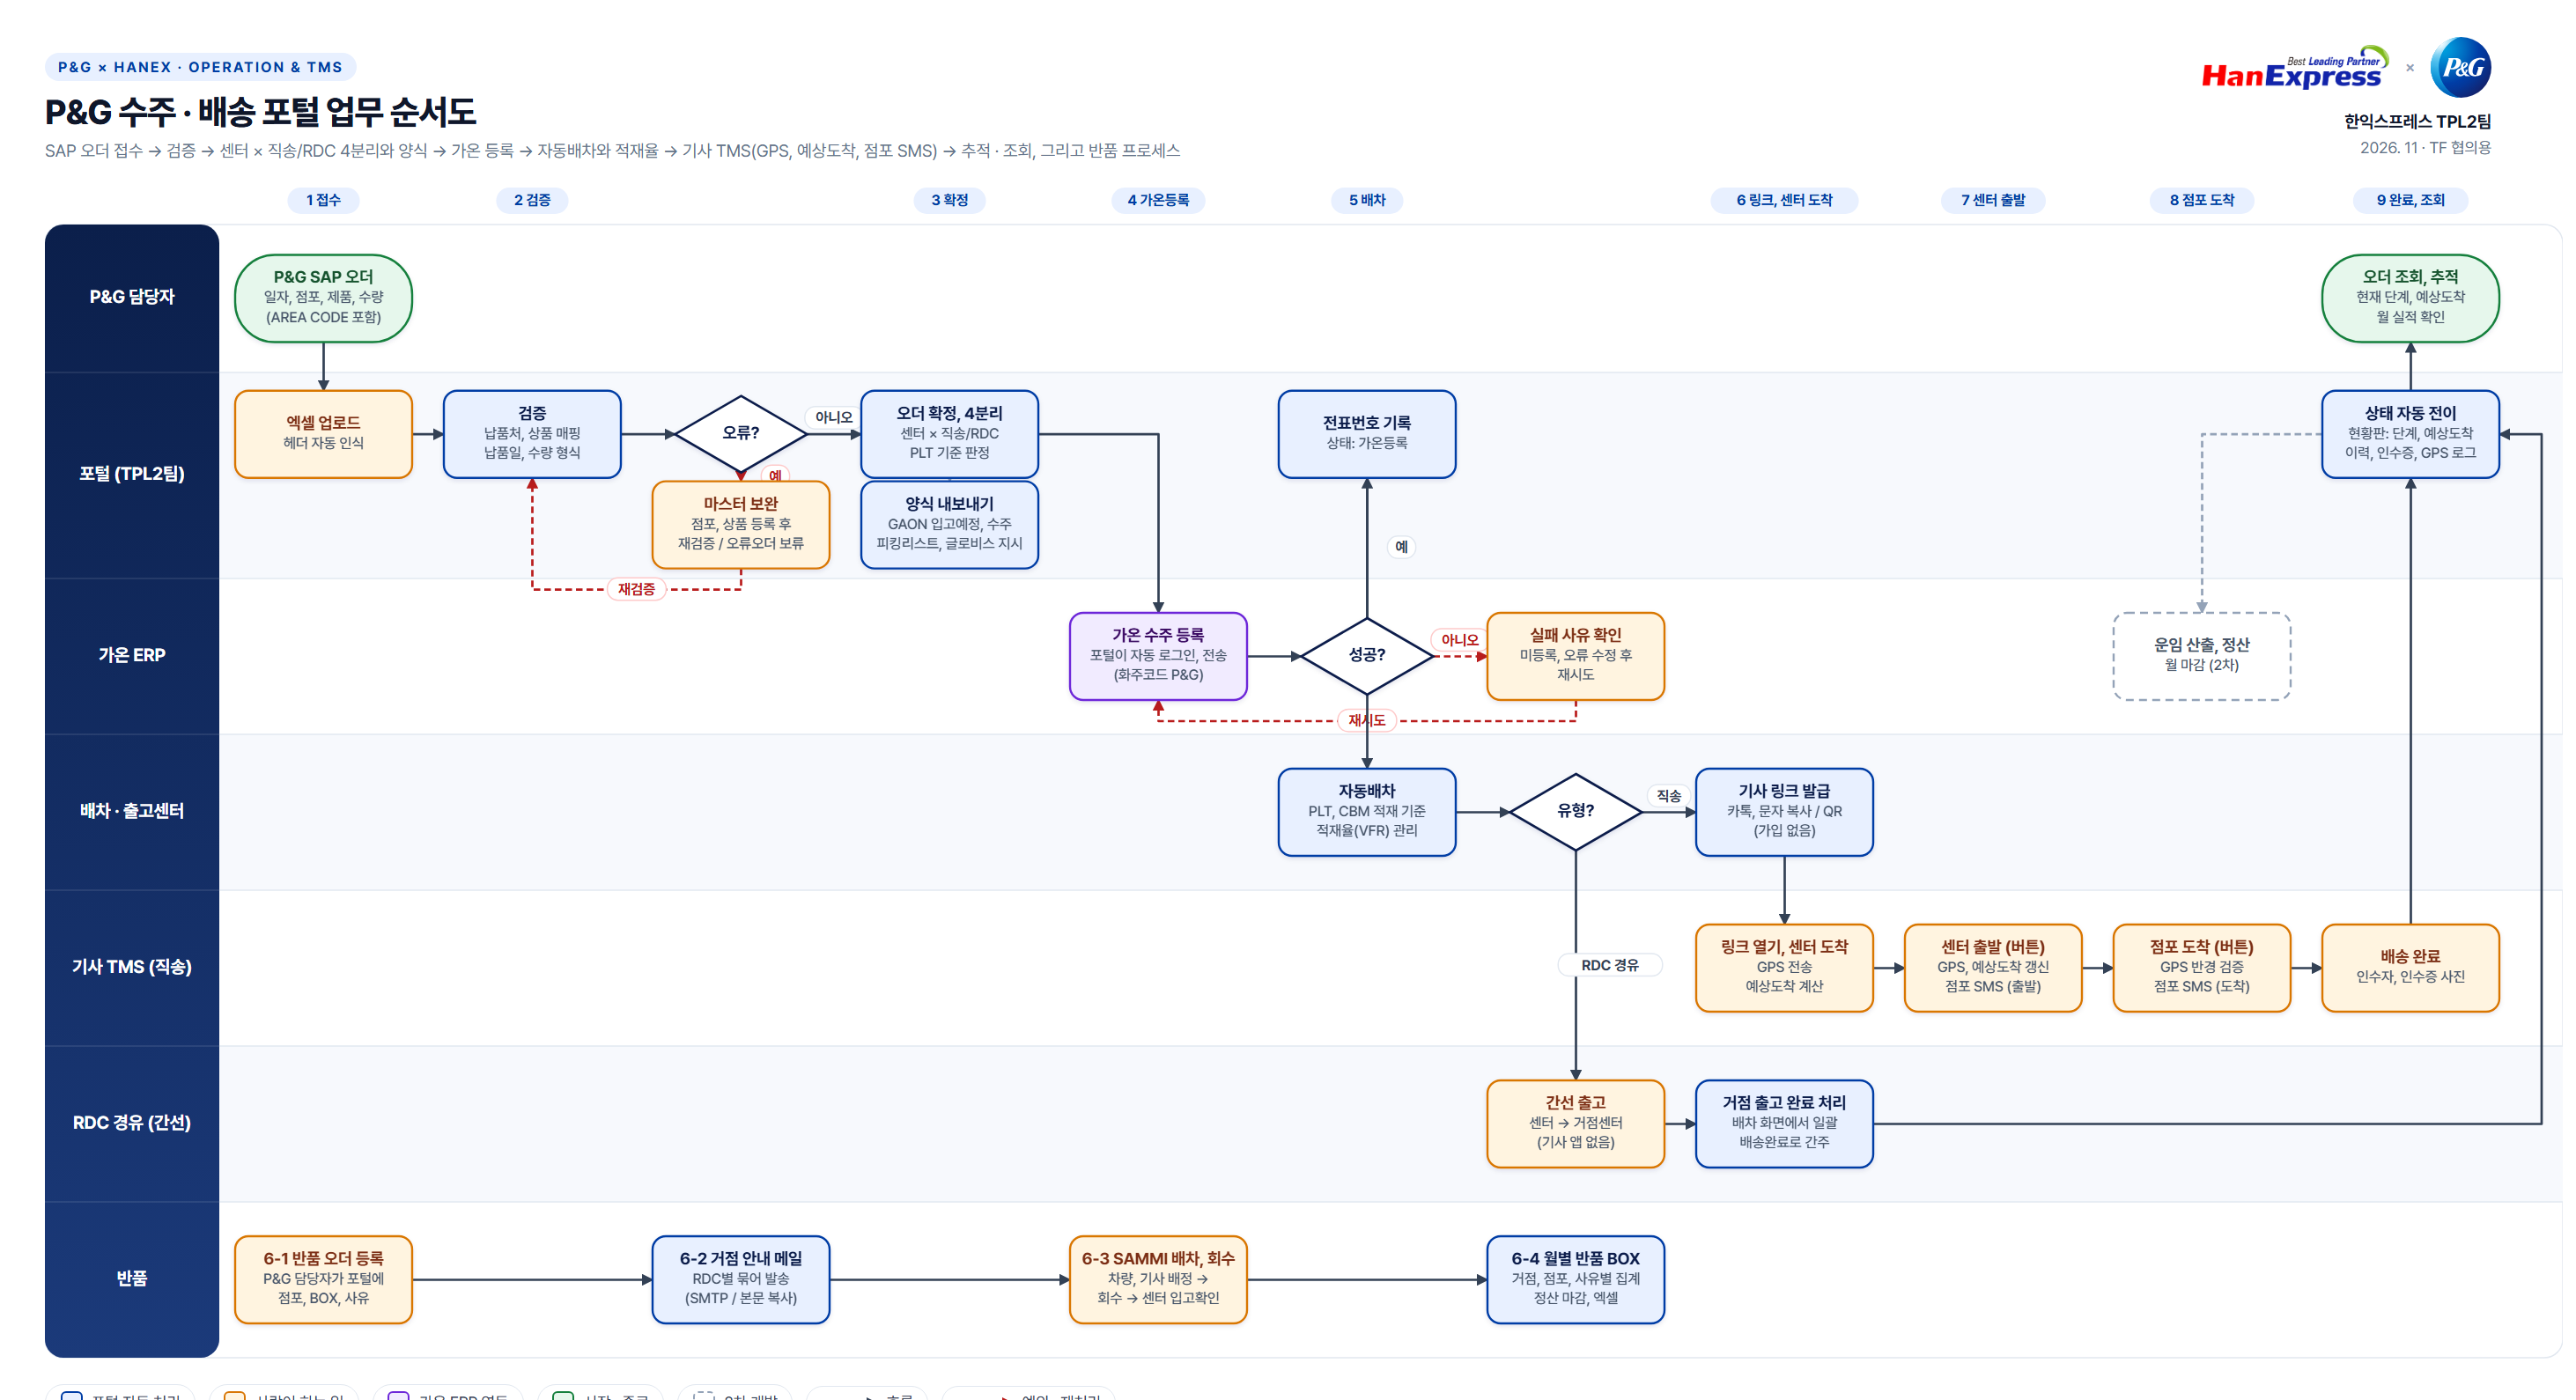 P&G × HANEX · OPERATION & TMS
P&G 수주 · 배송 포털 업무 순서도
SAP 오더 접수 → 검증 → 센터 × 직송/RDC 4분리와 양식 → 가온 등록 → 자동배차와 적재율 → 기사 TMS(GPS, 예상도착, 점포 SMS) → 추적 · 조회, 그리고 반품 프로세스
Best Leading Partner
HanExpress
×
P&G
한익스프레스 TPL2팀
2026. 11 · TF 협의용
1 접수
2 검증
3 확정
4 가온등록
5 배차
6 링크, 센터 도착
7 센터 출발
8 점포 도착
9 완료, 조회
P&G 담당자
P&G SAP 오더
일자, 점포, 제품, 수량
(AREA CODE 포함)
오더 조회, 추적
현재 단계, 예상도착
월 실적 확인
포털 (TPL2팀)
엑셀 업로드
헤더 자동 인식
검증
납품처, 상품 매핑
납품일, 수량 형식
오류?
아니오
예
오더 확정, 4분리
센터 × 직송/RDC
PLT 기준 판정
마스터 보완
점포, 상품 등록 후
재검증 / 오류오더 보류
양식 내보내기
GAON 입고예정, 수주
피킹리스트, 글로비스 지시
재검증
전표번호 기록
상태: 가온등록
예
상태 자동 전이
현황판: 단계, 예상도착
이력, 인수증, GPS 로그
가온 ERP
가온 수주 등록
포털이 자동 로그인, 전송
(화주코드 P&G)
성공?
아니오
실패 사유 확인
미등록, 오류 수정 후
재시도
재시도
운임 산출, 정산
월 마감 (2차)
배차 · 출고센터
자동배차
PLT, CBM 적재 기준
적재율(VFR) 관리
유형?
직송
기사 링크 발급
카톡, 문자 복사 / QR
(가입 없음)
RDC 경유
기사 TMS (직송)
링크 열기, 센터 도착
GPS 전송
예상도착 계산
센터 출발 (버튼)
GPS, 예상도착 갱신
점포 SMS (출발)
점포 도착 (버튼)
GPS 반경 검증
점포 SMS (도착)
배송 완료
인수자, 인수증 사진
RDC 경유 (간선)
간선 출고
센터 → 거점센터
(기사 앱 없음)
거점 출고 완료 처리
배차 화면에서 일괄
배송완료로 간주
반품
6-1 반품 오더 등록
P&G 담당자가 포털에
점포, BOX, 사유
6-2 거점 안내 메일
RDC별 묶어 발송
(SMTP / 본문 복사)
6-3 SAMMI 배차, 회수
차량, 기사 배정 →
회수 → 센터 입고확인
6-4 월별 반품 BOX
거점, 점포, 사유별 집계
정산 마감, 엑셀